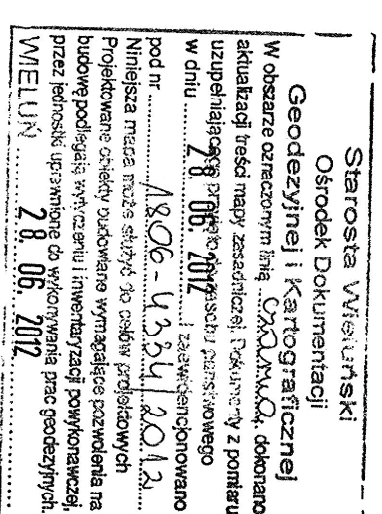 Starosta Wieluński
Ośrodek Dokumentacji
Geodezyjnej i Kartograficznej
W obszarze oznaczonym linią ...czarną, dokonano
aktualizacji treści mapy zasadniczej. Dokumenty z pomiaru
uzupełniającego przyjęto do zasobu państwowego
w dniu ...28. 06. 2012... i zaewidencjonowano
pod nr ...1806-4334/2012...
Niniejsza mapa może służyć do celów projektowych
Projektowane obiekty budowlane wymagające pozwolenia na
budowę podlegają wytyczeniu i inwentaryzacji powykonawczej,
przez jednostki uprawnione do wykonywania prac geodezyjnych.
WIELUŃ 28. 06. 2012